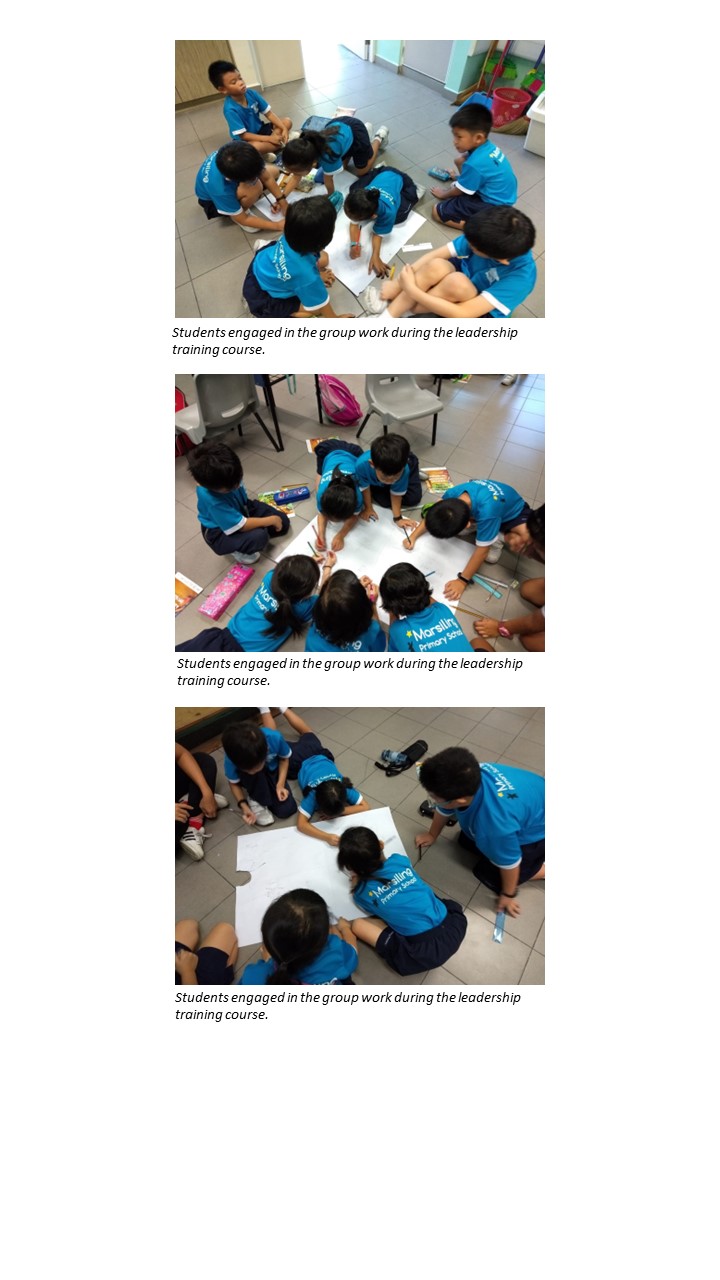 Students engaged in the group work during the leadership
training course.
Marsiling
Primary School
Students engaged in the group work during the leadership
training course.
Marsiling
Primary School
Students engaged in the group work during the leadership
training course.